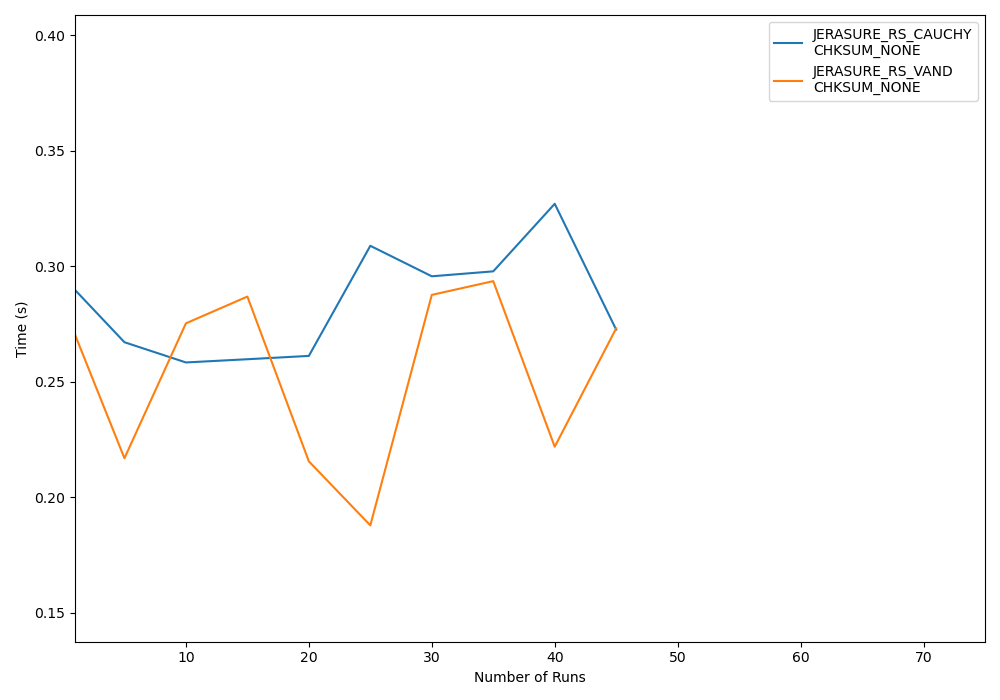 JERASURE_RS_CAUCHY
CHKSUM_NONE
JERASURE_RS_VAND
CHKSUM_NONE
0.40
0.35
0.30
0.25
0.20
0.15
Time (s)
10 20 30 40 50 60 70
Number of Runs